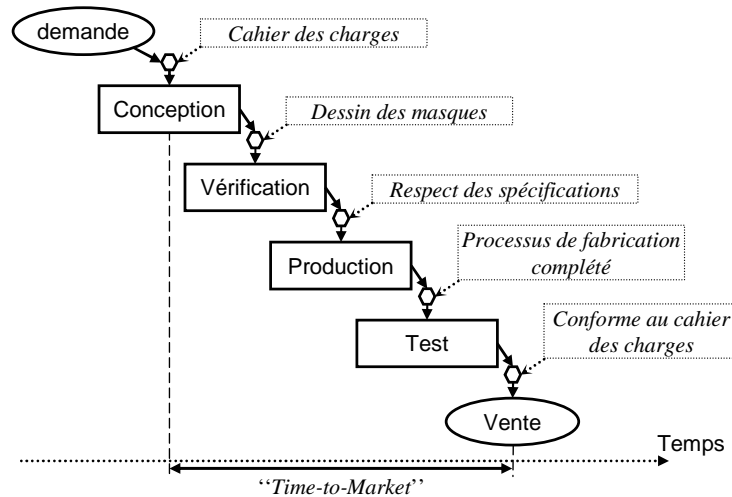 demande
Cahier des charges
Conception
Dessin des masques
Vérification
Respect des spécifications
Production
Processus de fabrication
complété
Test
Conforme au cahier
des charges
Vente
Temps
‘‘Time-to-Market’’